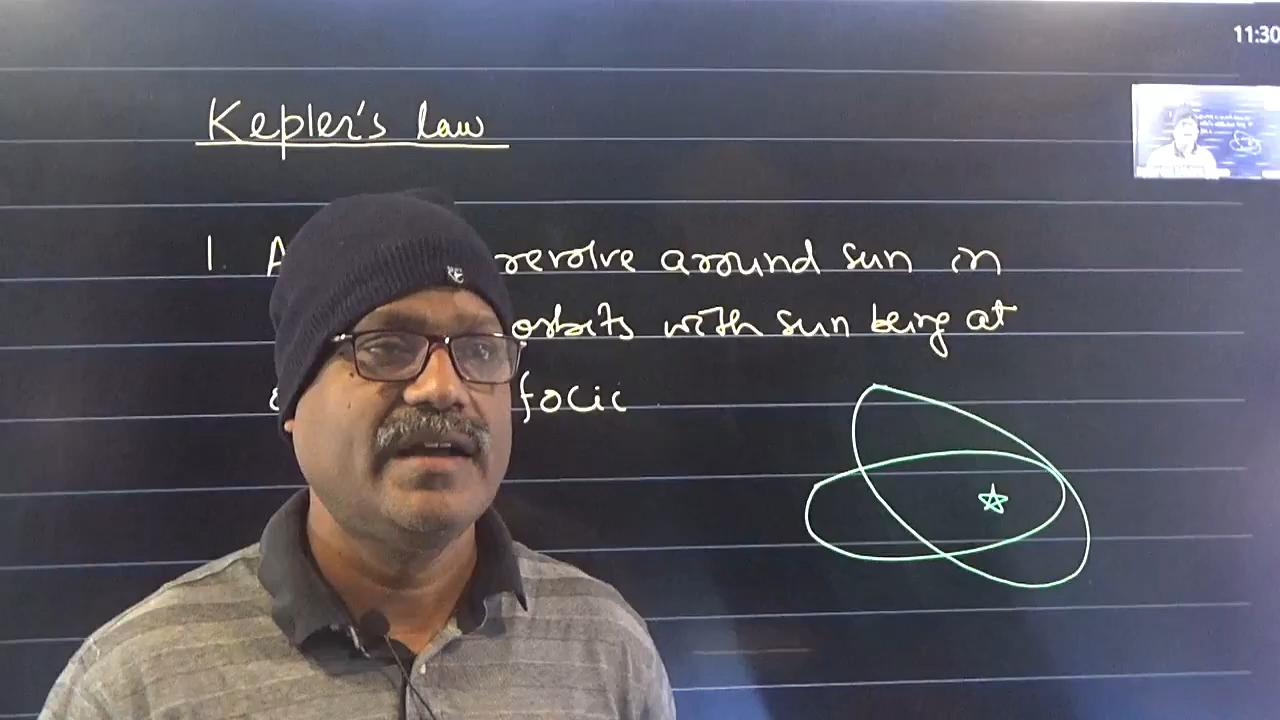 11:30
Kepler's law
1. A revolve around sun in
orbits with sun being at
focii